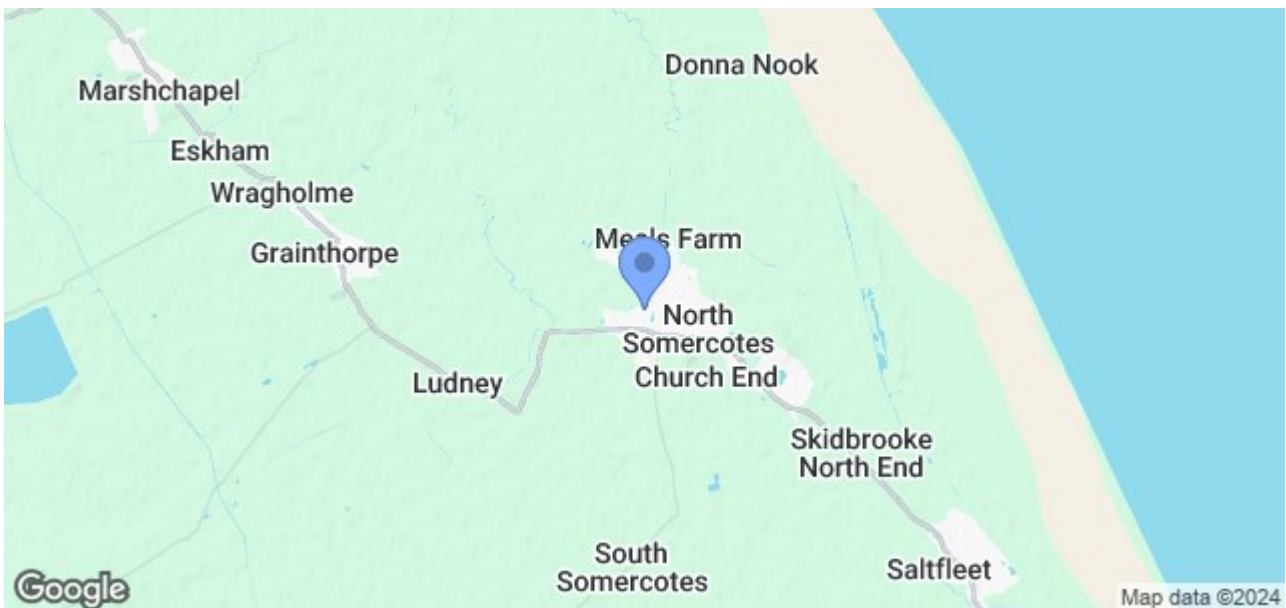 Donna Nook
Marshchapel
Eskham
Wragholme
Meals Farm
Grainthorpe
North
Somercotes
Church End
Ludney
Skidbrooke
North End
South
Somercotes
Saltfleet
Google
Map data ©2024